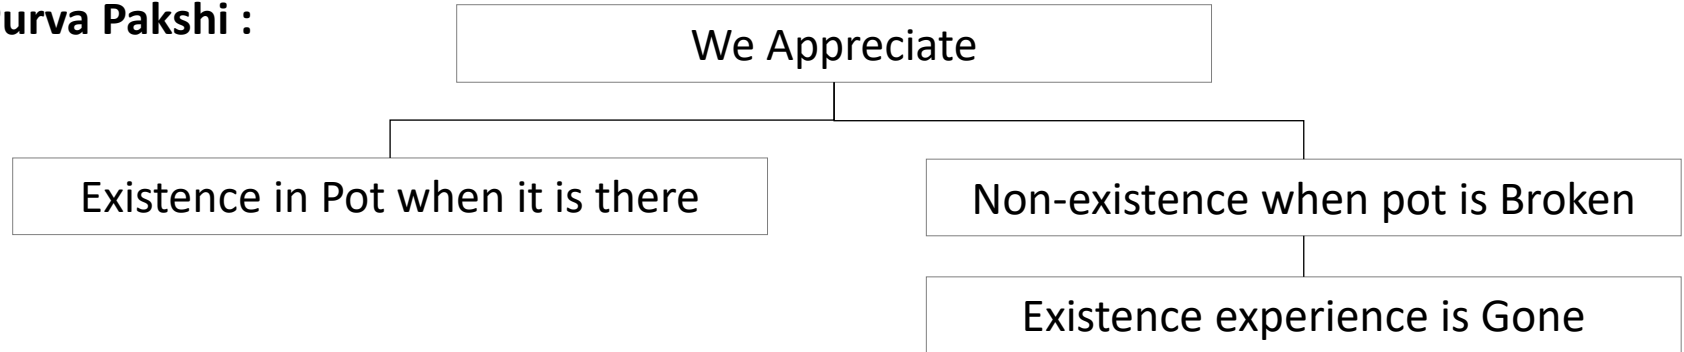 urva Pakshi :
We Appreciate
Existence in Pot when it is there
Non-existence when pot is Broken
Existence experience is Gone